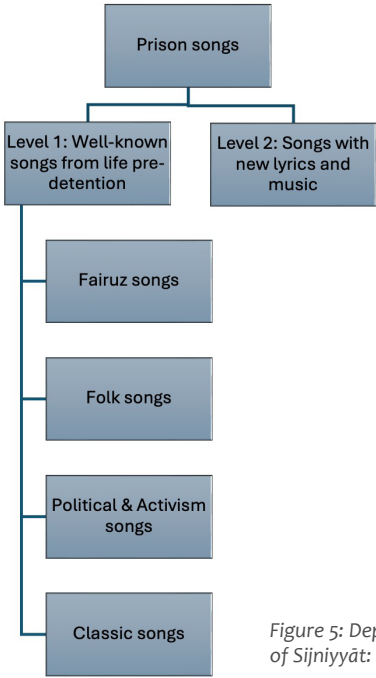 Prison songs
Level 1: Well-known
songs from life pre-
detention
Level 2: Songs with
new lyrics and
music
Fairuz songs
Folk songs
Political & Activism
songs
Classic songs
Figure 5:
of Sijniyyāt: